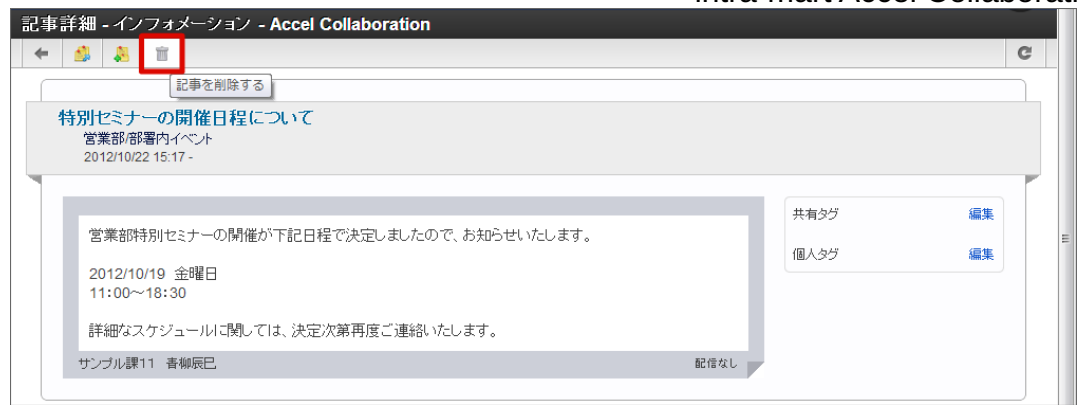 intra-mart Accel Collaborati
記事詳細 - インフォメーション - Accel Collaboration
記事を削除する
特別セミナーの開催日程について
営業部/部署内イベント
2012/10/22 15:17 -
営業部特別セミナーの開催が下記日程で決定しましたので、お知らせいたします。
2012/10/19 金曜日
11:00～18:30
詳細なスケジュールに関しては、決定次第再度ご連絡いたします。
サンプル課11 青柳辰巳
配信なし
共有タグ 編集
個人タグ 編集